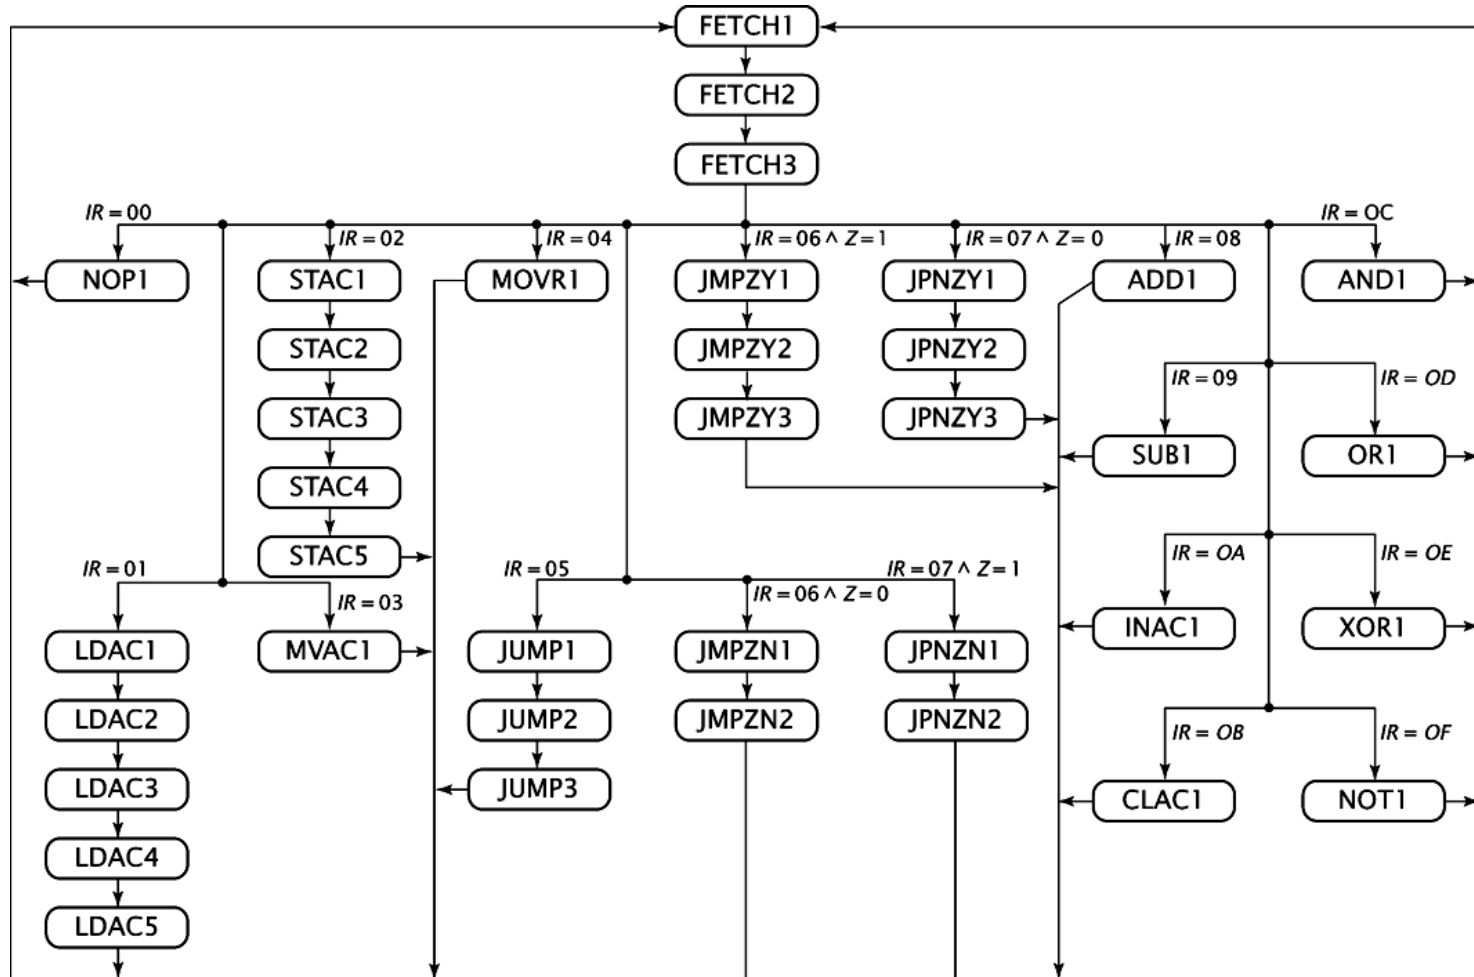 FETCH1
FETCH2
FETCH3
IR = 00
IR = OC
IR = 02
IR = 04
IR = 06 ∧ Z = 1
IR = 07 ∧ Z = 0
IR = 08
NOP1
STAC1
MOVR1
JMPZY1
JPNZY1
ADD1
AND1
STAC2
JMPZY2
JPNZY2
IR = 09
IR = OD
STAC3
JMPZY3
JPNZY3
SUB1
OR1
STAC4
STAC5
IR = OA
IR = OE
IR = 01
IR = 05
IR = 07 ∧ Z = 1
IR = 03
IR = 06 ∧ Z = 0
INAC1
XOR1
LDAC1
MVAC1
JUMP1
JMPZN1
JPNZN1
LDAC2
JUMP2
JMPZN2
JPNZN2
IR = OB
IR = OF
LDAC3
JUMP3
CLAC1
NOT1
LDAC4
LDAC5